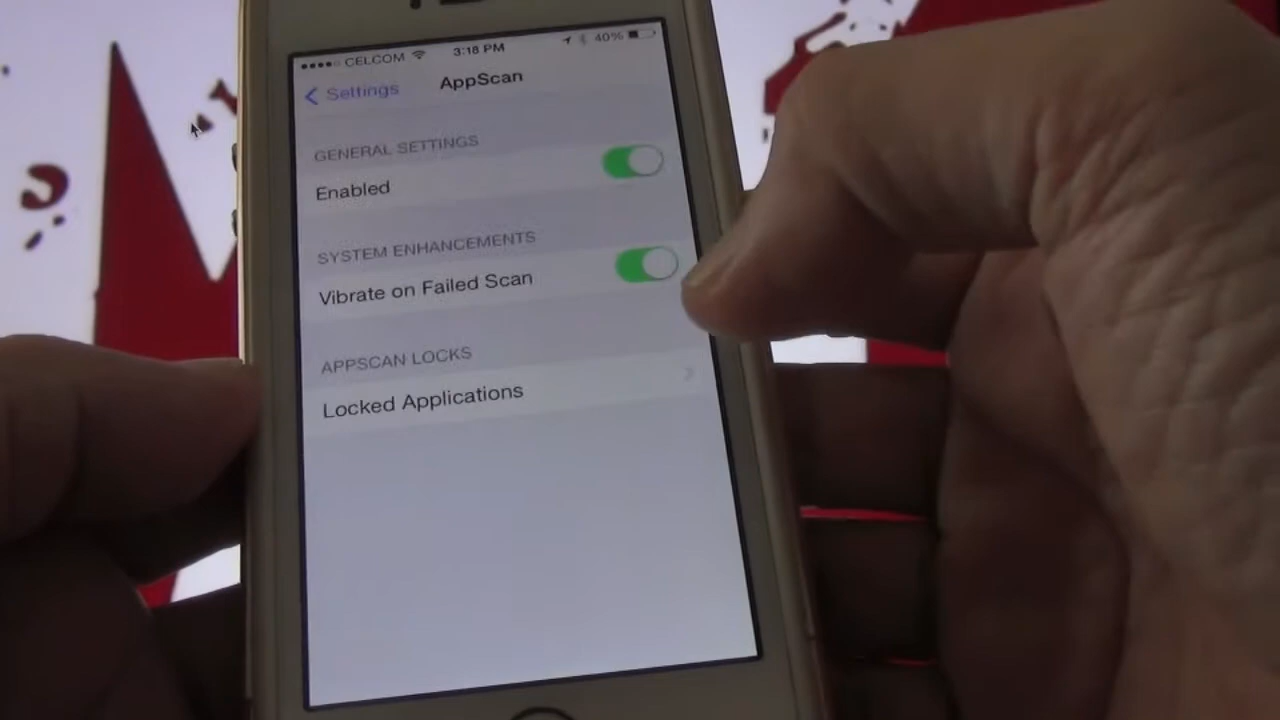 CELCOM 3:18 PM 40%
Settings AppScan
GENERAL SETTINGS
Enabled
SYSTEM ENHANCEMENTS
Vibrate on Failed Scan
APPSCAN LOCKS
Locked Applications